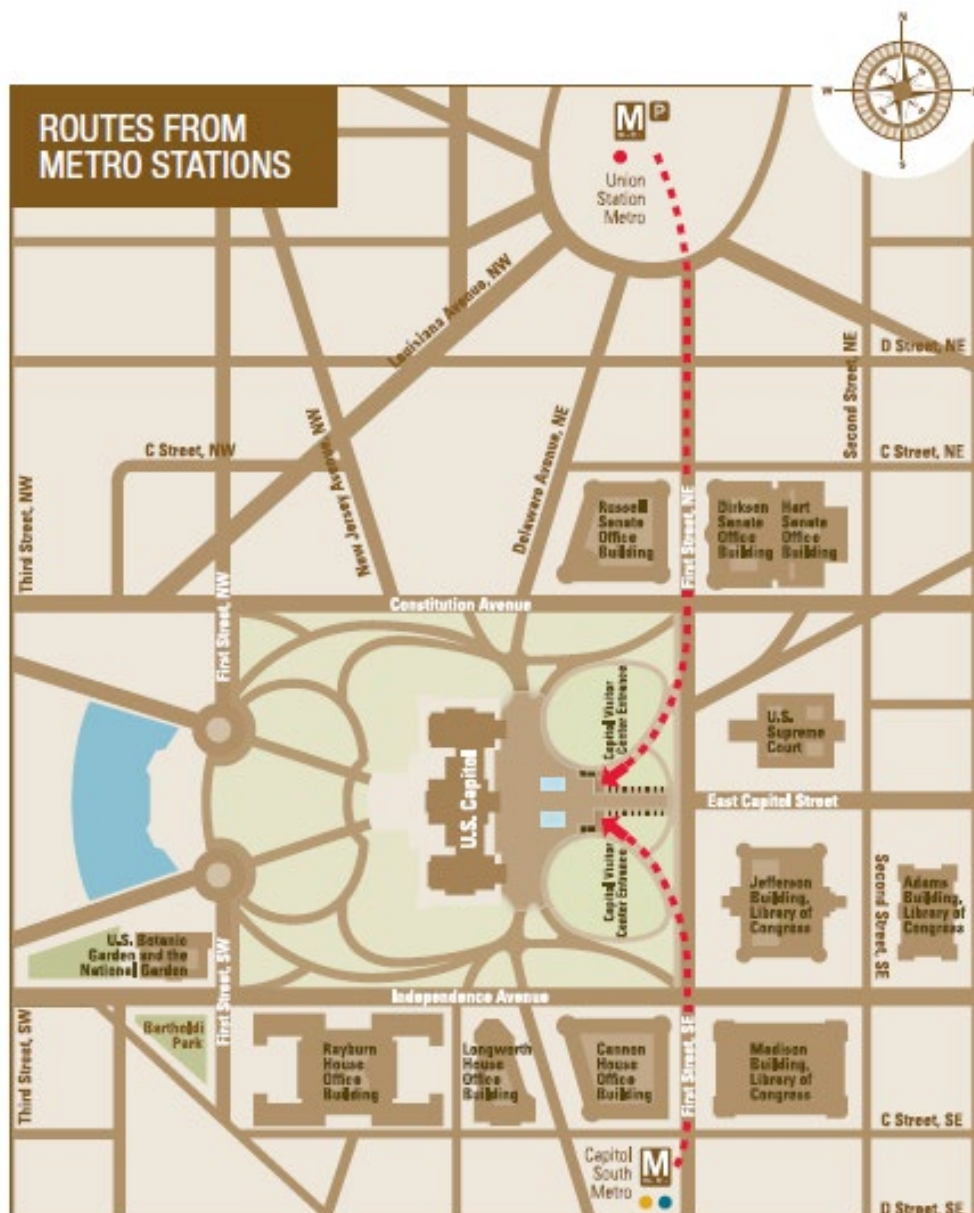 N
W
S
ROUTES FROM
METRO STATIONS
M
P
Union
Station
Metro
Louisiana Avenue, NW
D Street, NE
Second Street, NE
C Street, NW
C Street, NE
New Jersey Avenue, NW
Delaware Avenue, NE
Third Street, NW
Russell
Senate
Office
Building
First Street, NE
Dirksen
Senate
Office
Building
Hart
Senate
Office
Building
Constitution Avenue
First Street, NW
Capitol Visitor
Center Entrance
U.S.
Supreme
Court
U.S. Capitol
East Capitol Street
Capitol Visitor
Center Entrance
Jefferson
Building,
Library of
Congress
Second Street, SE
Adams
Building,
Library of
Congress
U.S. Botanic
Garden and the
National Garden
First Street, SW
Independence Avenue
Third Street, SW
Bartholdi
Park
Rayburn
House
Office
Building
Longworth
House
Office
Building
Cannon
House
Office
Building
First Street, SE
Madison
Building,
Library of
Congress
C Street, SE
Capitol
South
Metro
M
D Street, SE